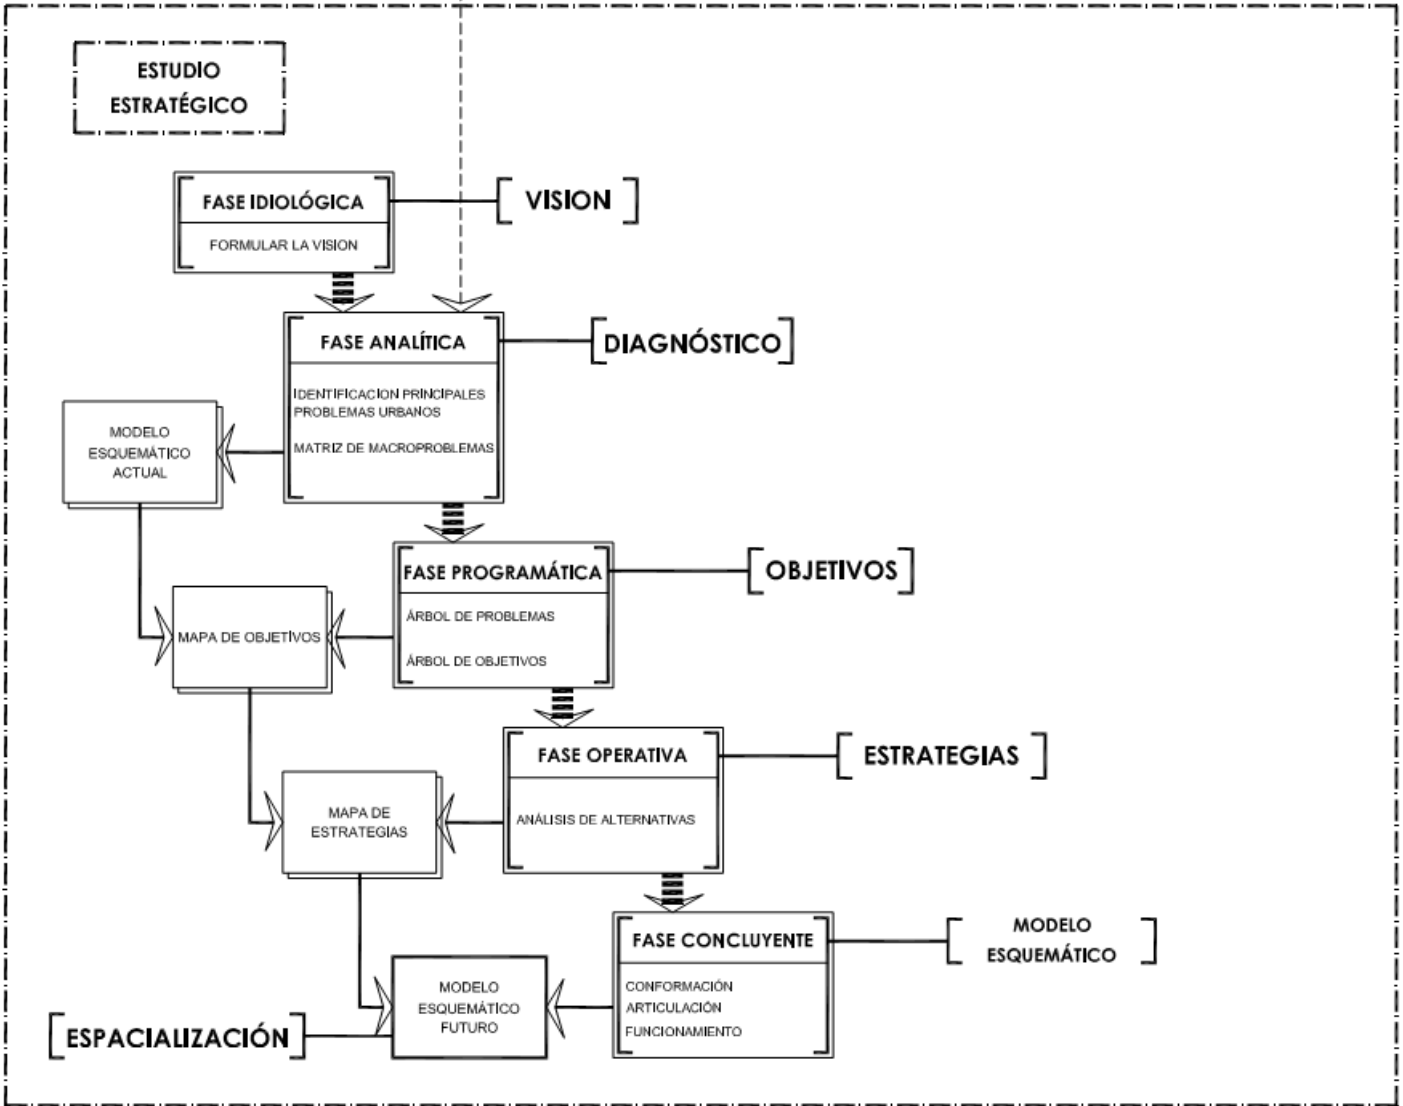 ESTUDIO
ESTRATÉGICO
FASE IDIOLÓGICA
FORMULAR LA VISION
VISION
FASE ANALÍTICA
IDENTIFICACION PRINCIPALES
PROBLEMAS URBANOS
MATRIZ DE MACROPROBLEMAS
DIAGNÓSTICO
MODELO
ESQUEMÁTICO
ACTUAL
FASE PROGRAMÁTICA
ÁRBOL DE PROBLEMAS
ÁRBOL DE OBJETIVOS
OBJETIVOS
MAPA DE OBJETIVOS
FASE OPERATIVA
ANÁLISIS DE ALTERNATIVAS
ESTRATEGIAS
MAPA DE
ESTRATEGIAS
FASE CONCLUYENTE
CONFORMACIÓN
ARTICULACIÓN
FUNCIONAMIENTO
MODELO
ESQUEMÁTICO
MODELO
ESQUEMÁTICO
FUTURO
ESPACIALIZACIÓN